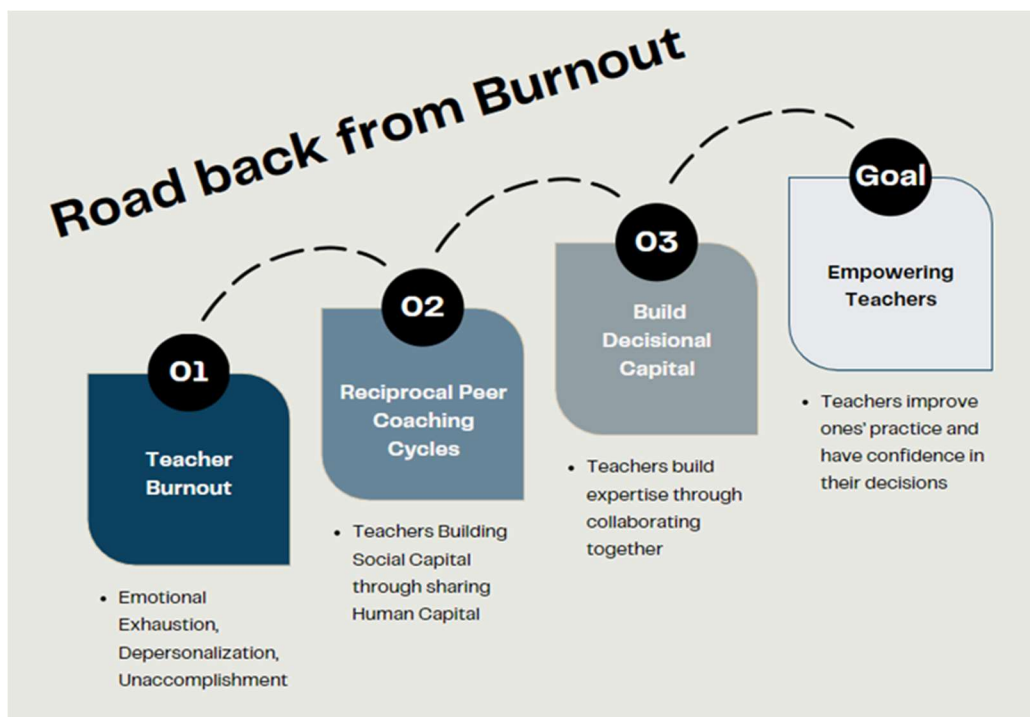 Road back from Burnout
01
Teacher
Burnout
• Emotional
Exhaustion,
Depersonalization,
Unaccomplishment
02
Reciprocal Peer
Coaching
Cycles
• Teachers Building
Social Capital
through sharing
Human Capital
03
Build
Decisional
Capital
• Teachers build
expertise through
collaborating
together
Goal
Empowering
Teachers
• Teachers improve
ones' practice and
have confidence in
their decisions